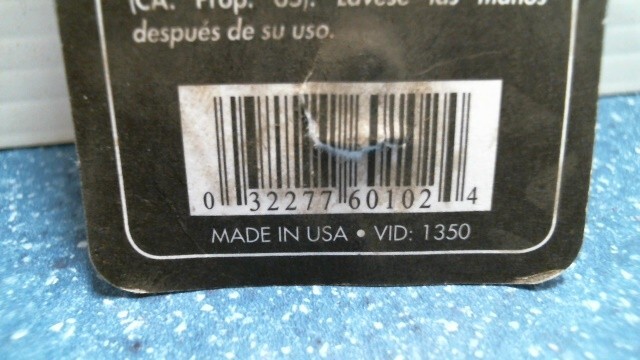 (CA. Prop. 65). Lávese las manos
después de su uso.
0 32277 60102 4
MADE IN USA • VID: 1350